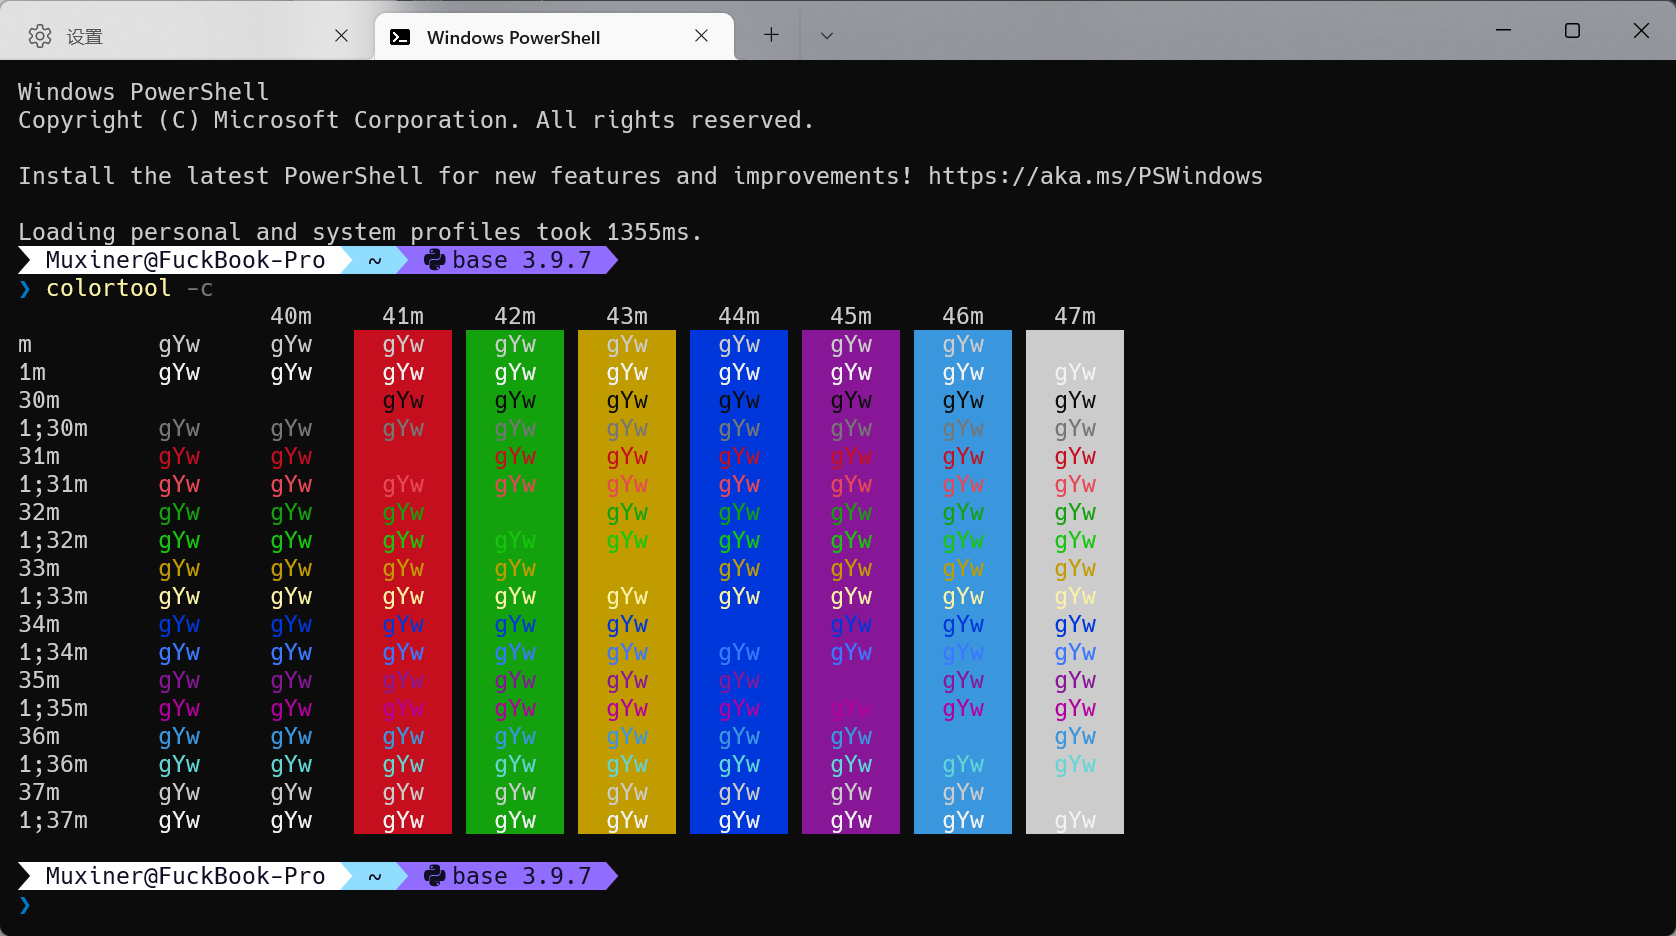 设置
Windows PowerShell
Windows PowerShell
Copyright (C) Microsoft Corporation. All rights reserved.
Install the latest PowerShell for new features and improvements! https://aka.ms/PSWindows
Loading personal and system profiles took 1355ms.
Muxiner@FuckBook-Pro ~ base 3.9.7
❯ colortool -c
40m 41m 42m 43m 44m 45m 46m 47m
m gYw gYw gYw gYw gYw gYw gYw gYw
1m gYw gYw gYw gYw gYw gYw gYw gYw gYw
30m gYw gYw gYw gYw gYw gYw gYw
1;30m gYw gYw gYw gYw gYw gYw gYw gYw gYw
31m gYw gYw gYw gYw gYw gYw gYw gYw
1;31m gYw gYw gYw gYw gYw gYw gYw gYw gYw
32m gYw gYw gYw gYw gYw gYw gYw gYw
1;32m gYw gYw gYw gYw gYw gYw gYw gYw gYw
33m gYw gYw gYw gYw gYw gYw gYw gYw
1;33m gYw gYw gYw gYw gYw gYw gYw gYw gYw
34m gYw gYw gYw gYw gYw gYw gYw gYw
1;34m gYw gYw gYw gYw gYw gYw gYw gYw gYw
35m gYw gYw gYw gYw gYw gYw gYw gYw
1;35m gYw gYw gYw gYw gYw gYw gYw gYw gYw
36m gYw gYw gYw gYw gYw gYw gYw gYw
1;36m gYw gYw gYw gYw gYw gYw gYw gYw gYw
37m gYw gYw gYw gYw gYw gYw gYw gYw
1;37m gYw gYw gYw gYw gYw gYw gYw gYw gYw
Muxiner@FuckBook-Pro ~ base 3.9.7
❯